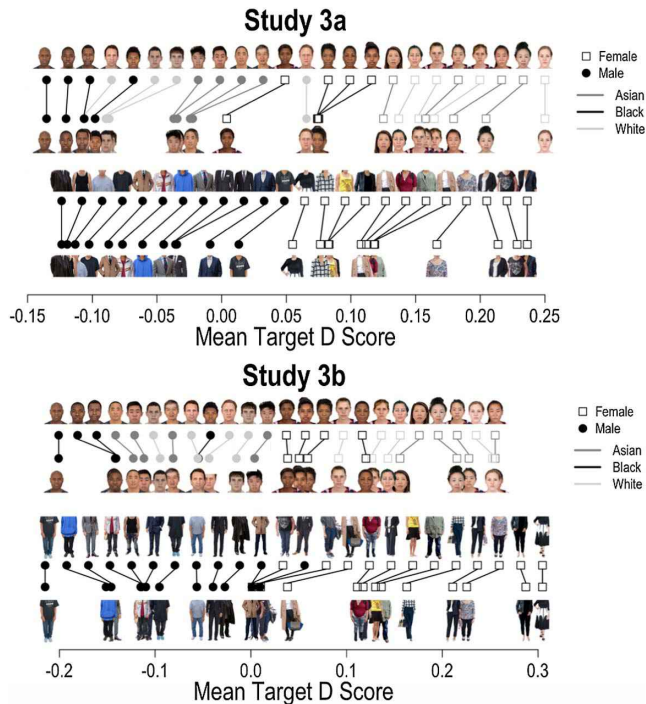 Study 3a
Female
Male
Asian
Black
White
-0.15 -0.10 -0.05 0.00 0.05 0.10 0.15 0.20 0.25
Mean Target D Score
Study 3b
Female
Male
Asian
Black
White
-0.2 -0.1 0.0 0.1 0.2 0.3
Mean Target D Score